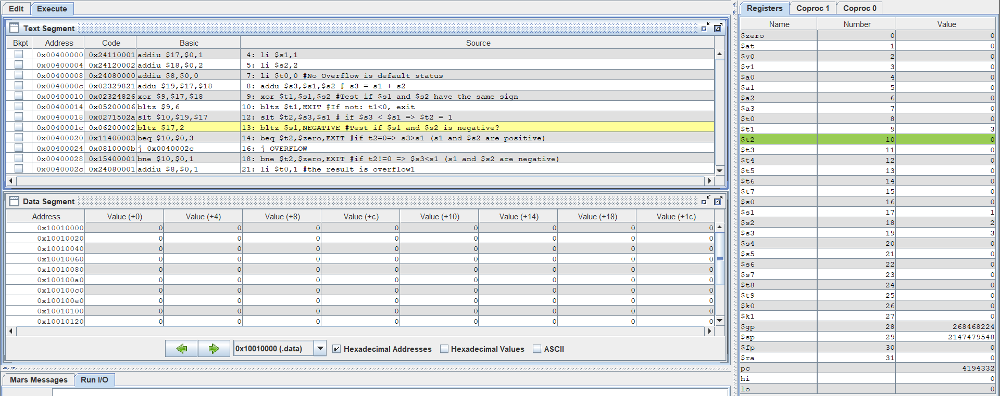 Edit Execute
Text Segment
Bkpt Address Code Basic Source
0x00400000 0x24110001 addiu $17,$0,1 4: li $s1,1
0x00400004 0x24120002 addiu $18,$0,2 5: li $s2,2
0x00400008 0x24080000 addiu $8,$0,0 7: li $t0,0 #No Overflow is default status
0x0040000c 0x02329821 addu $19,$17,$18 8: addu $s3,$s1,$s2 # s3 = s1 + s2
0x00400010 0x02324826 xor $9,$17,$18 9: xor $t1,$s1,$s2 #Test if $s1 and $s2 have the same sign
0x00400014 0x05200006 bltz $9,6 10: bltz $t1,EXIT #If not: t1<0, exit
0x00400018 0x0271502a slt $10,$19,$17 12: slt $t2,$s3,$s1 # if $s3 < $s1 => $t2 = 1
0x0040001c 0x06200002 bltz $17,2 13: bltz $s1,NEGATIVE #Test if $s1 and $s2 is negative?
0x00400020 0x11400003 beq $10,$0,3 14: beq $t2,$zero,EXIT #if t2=0=> s3>s1 (s1 and $s2 are positive)
0x00400024 0x0810000b j 0x0040002c 16: j OVERFLOW
0x00400028 0x15400001 bne $10,$0,1 18: bne $t2,$zero,EXIT #if t2!=0 => $s3<s1 (s1 and $s2 are negative)
0x0040002c 0x24080001 addiu $8,$0,1 21: li $t0,1 #the result is overflow1
Data Segment
Address Value (+0) Value (+4) Value (+8) Value (+c) Value (+10) Value (+14) Value (+18) Value (+1c)
0x10010000 0 0 0 0 0 0 0 0
0x10010020 0 0 0 0 0 0 0 0
0x10010040 0 0 0 0 0 0 0 0
0x10010060 0 0 0 0 0 0 0 0
0x10010080 0 0 0 0 0 0 0 0
0x100100a0 0 0 0 0 0 0 0 0
0x100100c0 0 0 0 0 0 0 0 0
0x100100e0 0 0 0 0 0 0 0 0
0x10010100 0 0 0 0 0 0 0 0
0x10010120 0 0 0 0 0 0 0 0
0x10010000 (.data) Hexadecimal Addresses Hexadecimal Values ASCII
Mars Messages Run I/O
Registers Coproc 1 Coproc 0
Name Number Value
$zero 0 0
$at 1 0
$v0 2 0
$v1 3 0
$a0 4 0
$a1 5 0
$a2 6 0
$a3 7 0
$t0 8 0
$t1 9 3
$t2 10 0
$t3 11 0
$t4 12 0
$t5 13 0
$t6 14 0
$t7 15 0
$s0 16 0
$s1 17 1
$s2 18 2
$s3 19 3
$s4 20 0
$s5 21 0
$s6 22 0
$s7 23 0
$t8 24 0
$t9 25 0
$k0 26 0
$k1 27 0
$gp 28 268468224
$sp 29 2147479548
$fp 30 0
$ra 31 0
pc 4194332
hi 0
lo 0